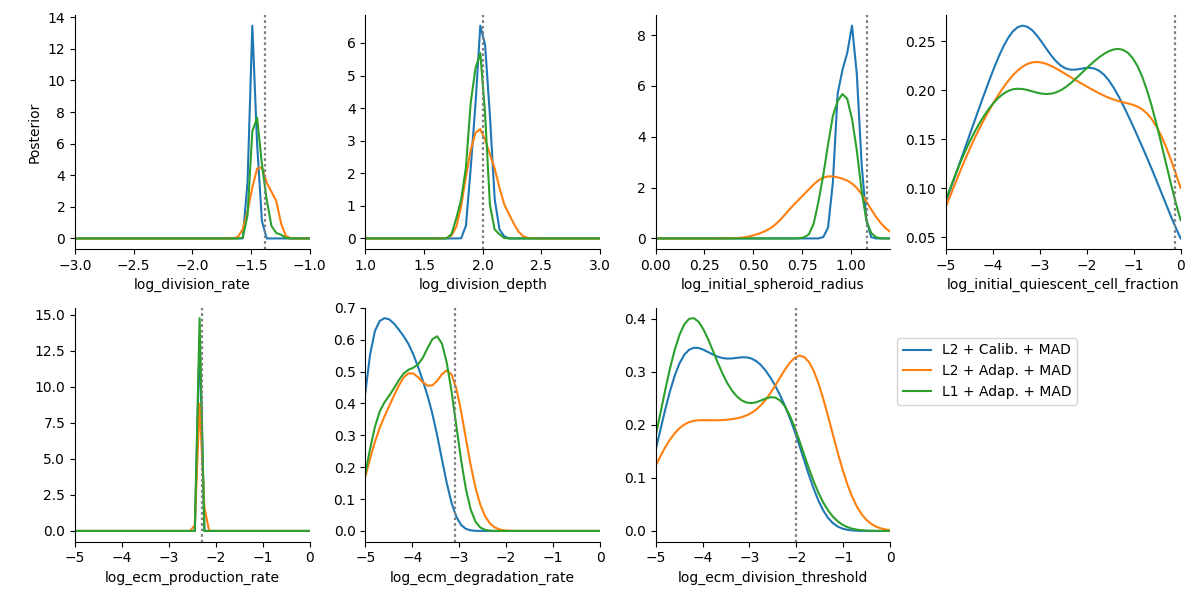 Posterior
14
12
10
8
6
4
2
0
−3.0 −2.5 −2.0 −1.5 −1.0
log_division_rate
6
5
4
3
2
1
0
1.0 1.5 2.0 2.5 3.0
log_division_depth
8
6
4
2
0
0.00 0.25 0.50 0.75 1.00
log_initial_spheroid_radius
0.25
0.20
0.15
0.10
0.05
−5 −4 −3 −2 −1 0
log_initial_quiescent_cell_fraction
15.0
12.5
10.0
7.5
5.0
2.5
0.0
−5 −4 −3 −2 −1 0
log_ecm_production_rate
0.7
0.6
0.5
0.4
0.3
0.2
0.1
0.0
−5 −4 −3 −2 −1 0
log_ecm_degradation_rate
0.4
0.3
0.2
0.1
0.0
−5 −4 −3 −2 −1 0
log_ecm_division_threshold
L2 + Calib. + MAD
L2 + Adap. + MAD
L1 + Adap. + MAD